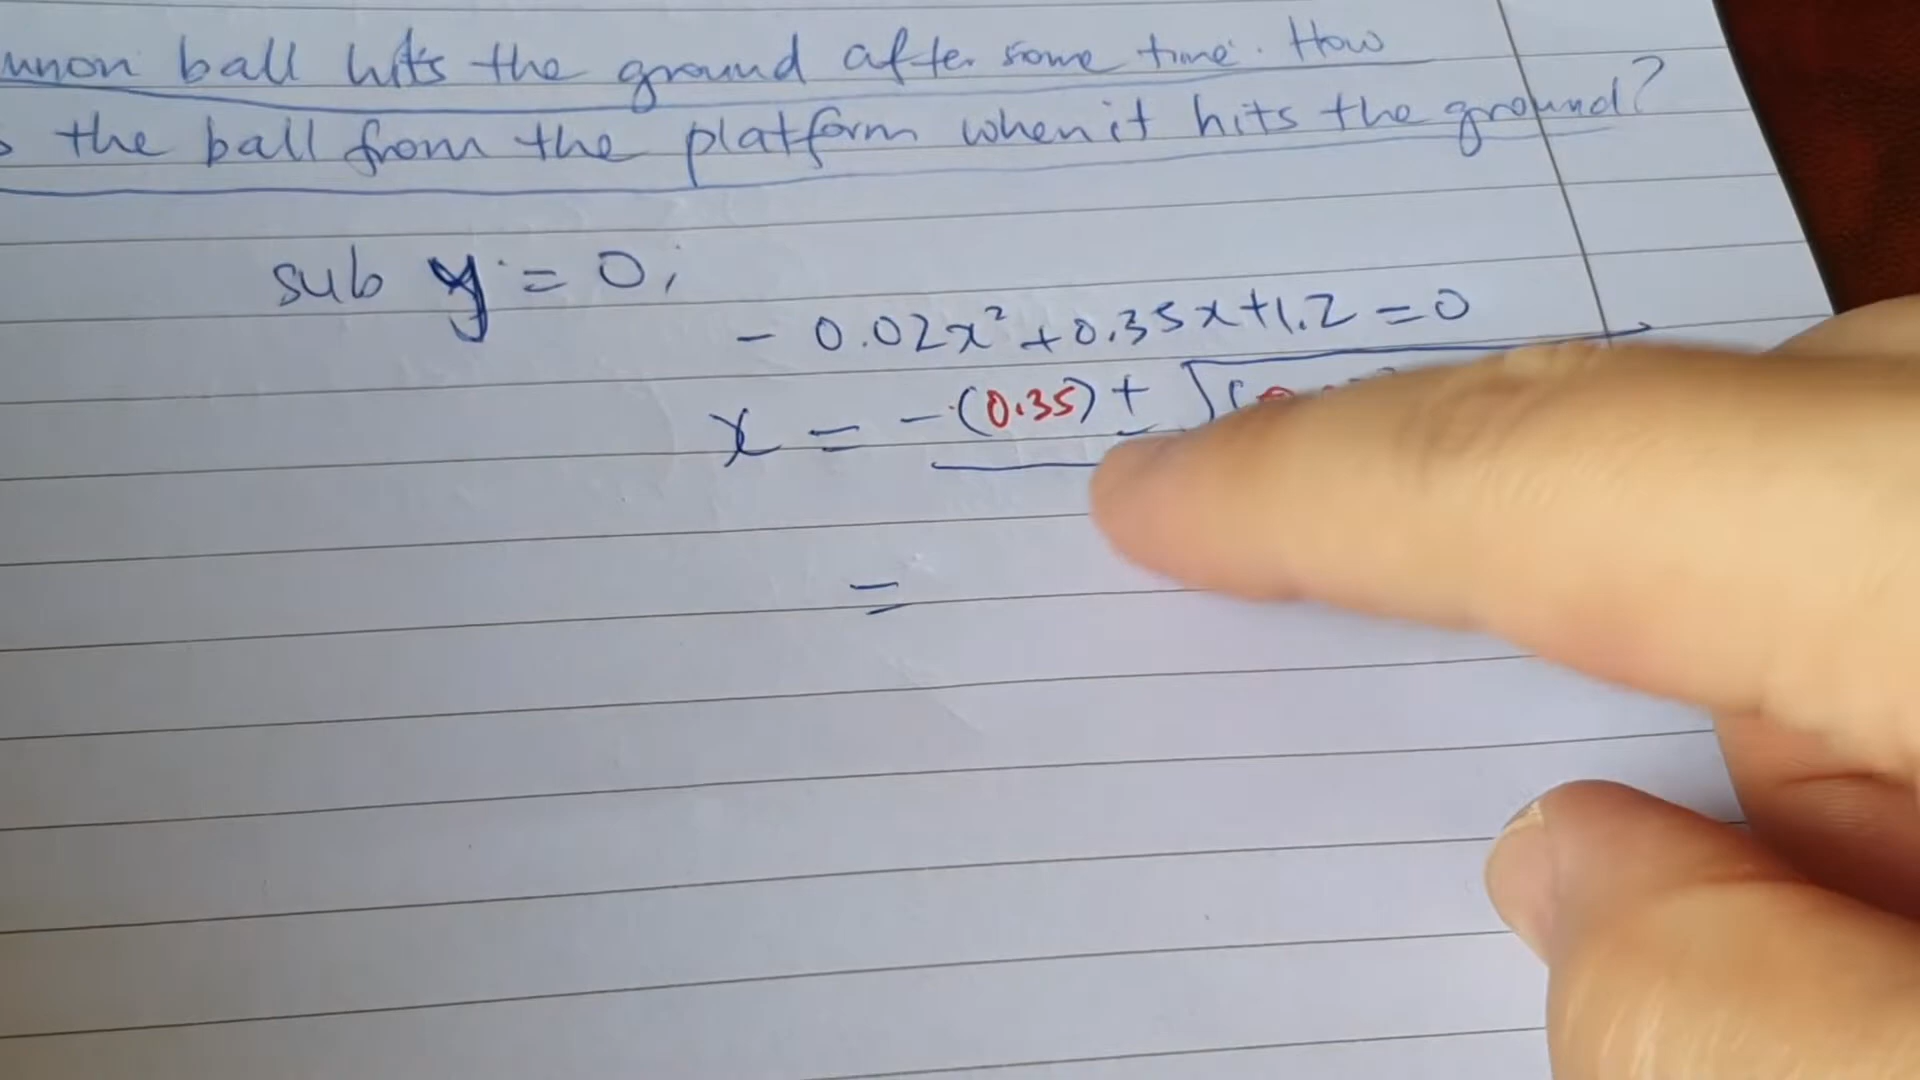 ball hits the ground after some time. How
the ball from the platform when it hits the ground?
sub y = 0,
- 0.02x² + 0.35x + 1.2 = 0
x = -(0.35) ± √(
=